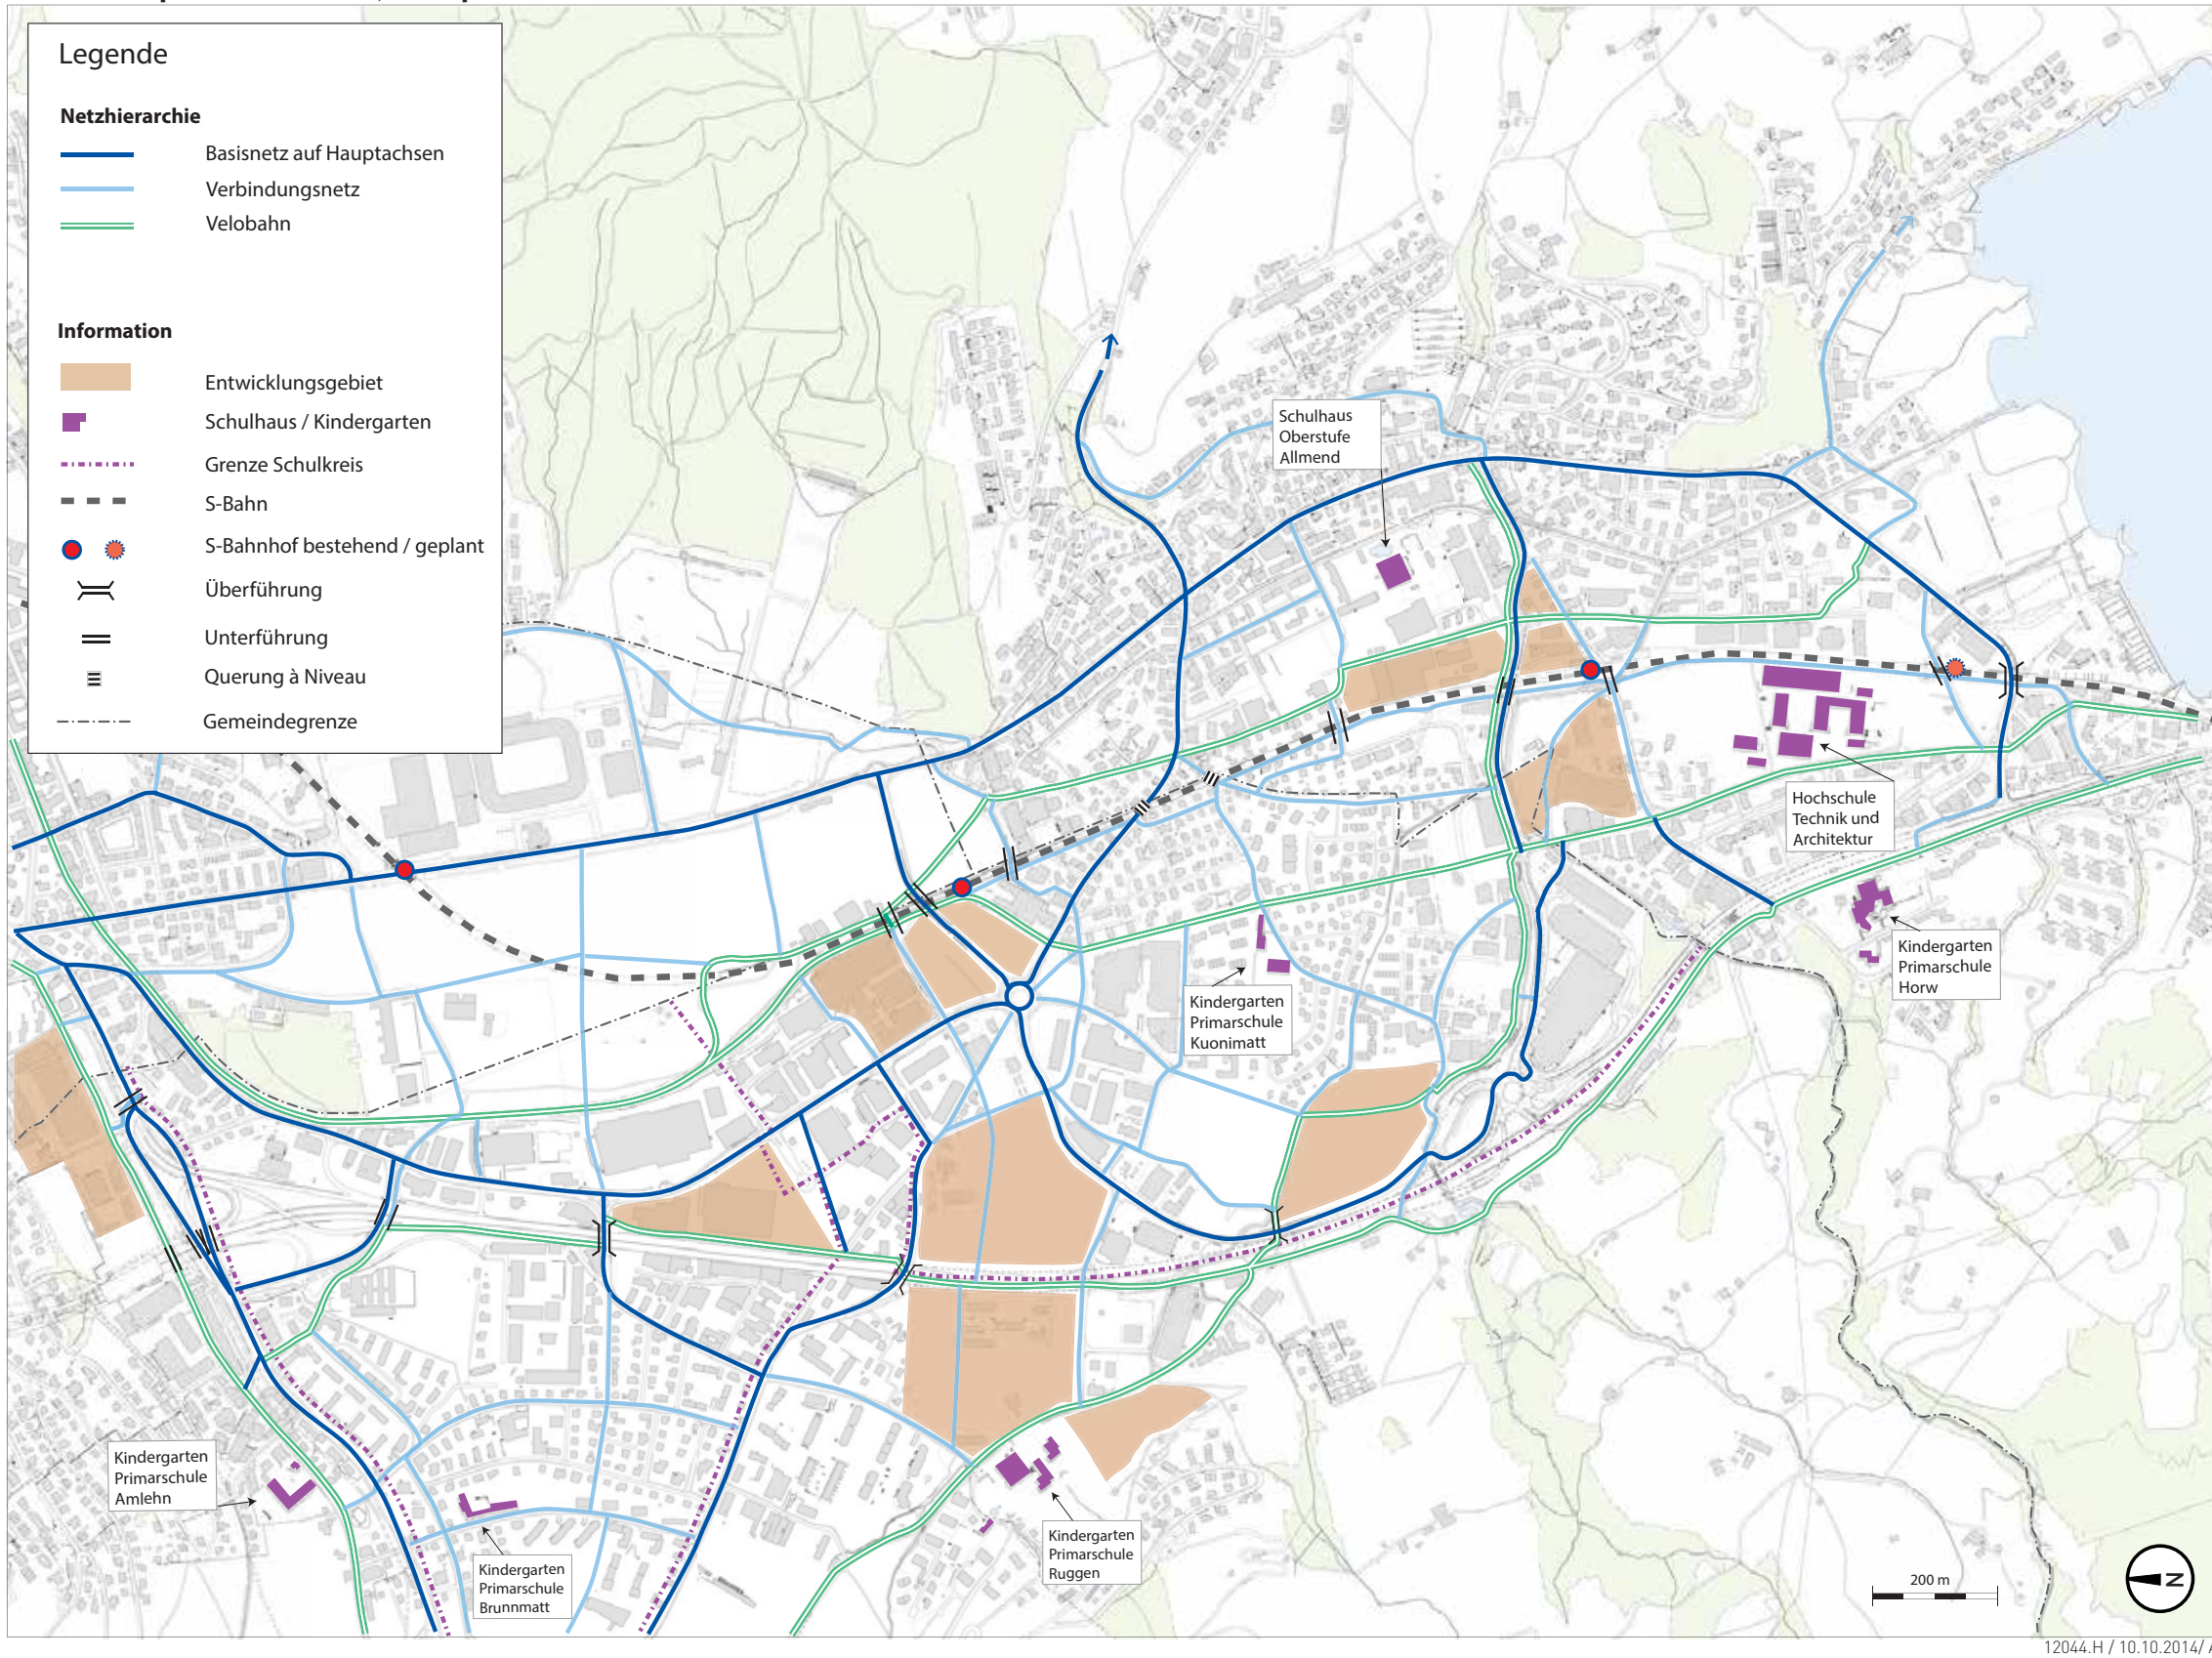 Legende
Netzhierarchie
Basisnetz auf Hauptachsen
Verbindungsnetz
Velobahn
Information
Entwicklungsgebiet
Schulhaus / Kindergarten
Grenze Schulkreis
S-Bahn
S-Bahnhof bestehend / geplant
Überführung
Unterführung
Querung à Niveau
Gemeindegrenze
Schulhaus
Oberstufe
Allmend
Hochschule
Technik und
Architektur
Kindergarten
Primarschule
Horw
Kindergarten
Primarschule
Kuonimatt
Kindergarten
Primarschule
Amlehn
Kindergarten
Primarschule
Brunnmatt
Kindergarten
Primarschule
Ruggen
200 m
N
12044.H / 10.10.2014/